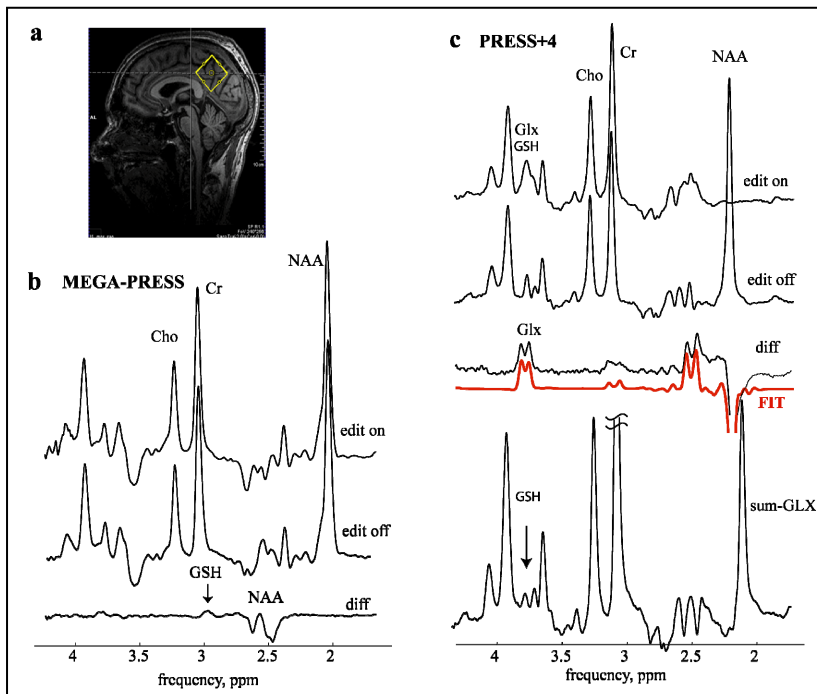 a
AL
b MEGA-PRESS
NAA
Cr
Cho
edit on
edit off
GSH
NAA
diff
4 3.5 3 2.5 2
frequency, ppm
c PRESS+4
Cr
NAA
Cho
Glx
GSH
edit on
edit off
Glx
diff
FIT
GSH
sum-GLX
4 3.5 3 2.5 2
frequency, ppm